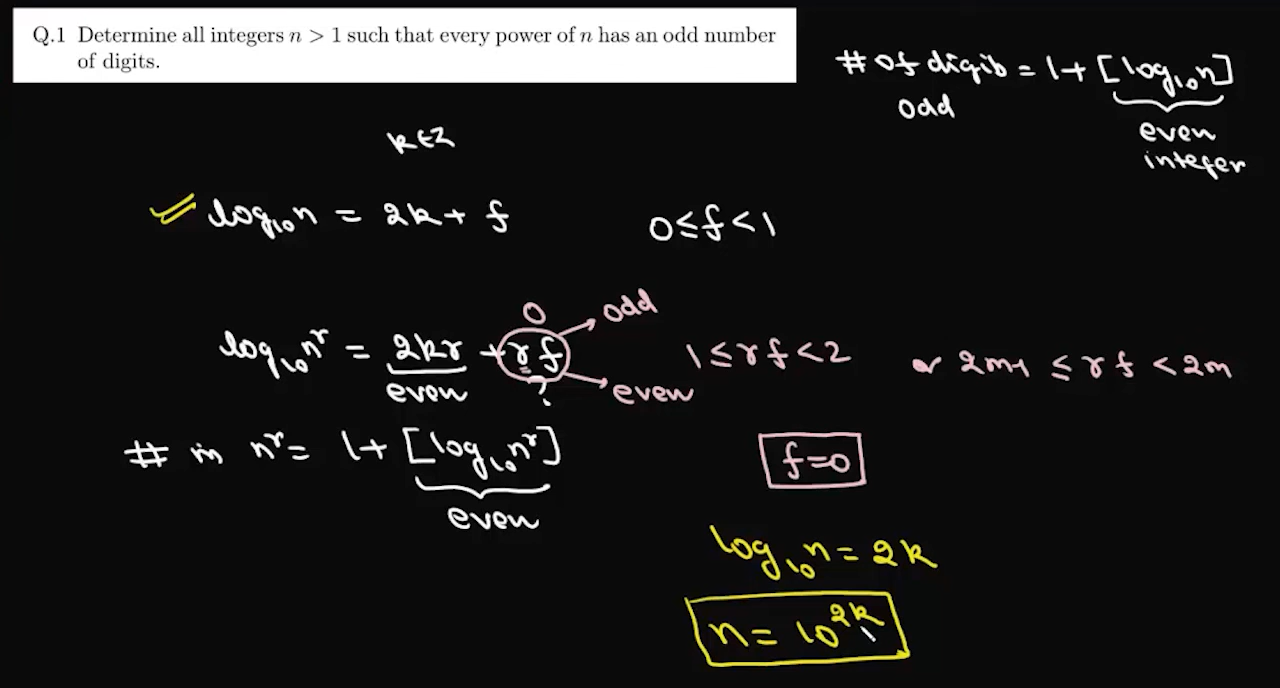 Q.1 Determine all integers n > 1 such that every power of n has an odd number
of digits.
# of digits = 1 + [log₁₀n]
odd
even
integer
k ∈ Z
log₁₀n = 2k + f
0 ≤ f < 1
0
odd
log₁₀nʳ = 2kr + rf
1 ≤ rf < 2
or 2m-1 ≤ rf < 2m
even
?
even
# in nʳ = 1 + [log₁₀nʳ]
even
f=0
log₁₀n = 2k
n = 10²ᵏ